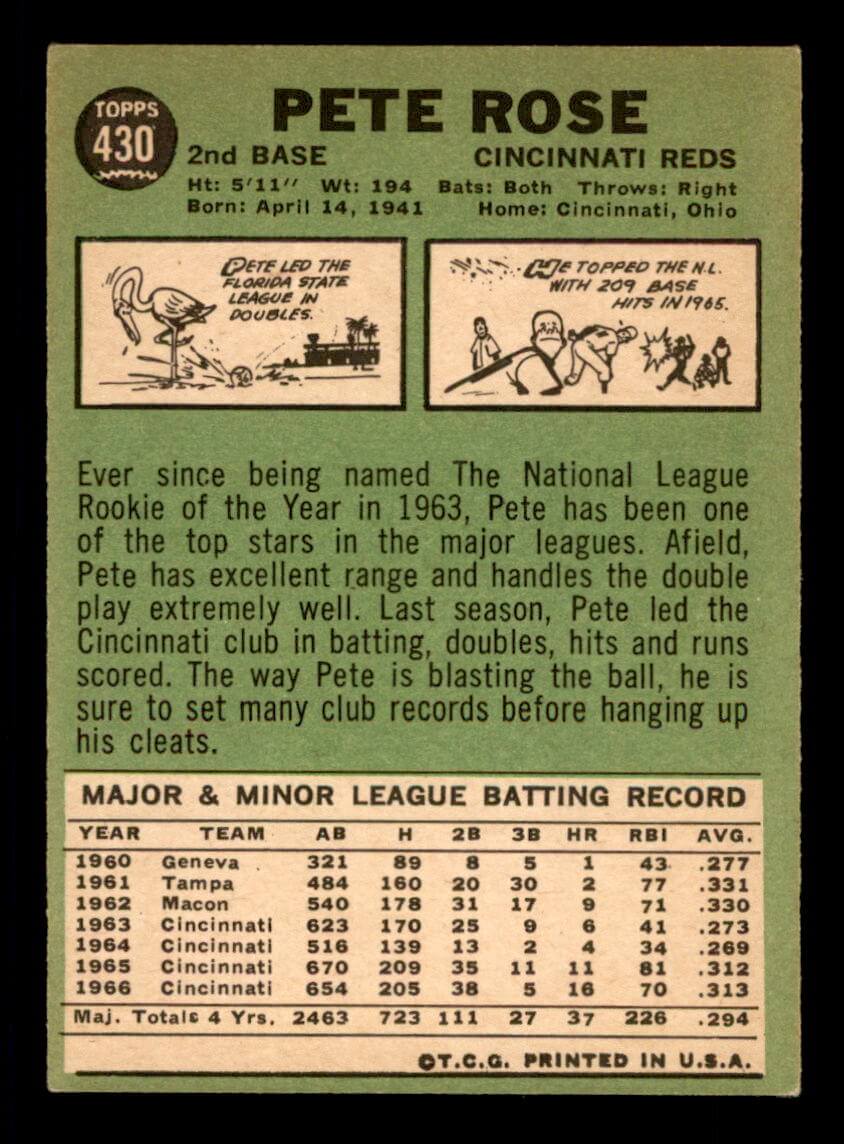 TOPPS
430
PETE ROSE
2nd BASE CINCINNATI REDS
Ht: 5'11" Wt: 194 Bats: Both Throws: Right
Born: April 14, 1941 Home: Cincinnati, Ohio
PETE LED THE
FLORIDA STATE
LEAGUE IN
DOUBLES.
HE TOPPED THE N.L.
WITH 209 BASE
HITS IN 1965.
Ever since being named The National League
Rookie of the Year in 1963, Pete has been one
of the top stars in the major leagues. Afield,
Pete has excellent range and handles the double
play extremely well. Last season, Pete led the
Cincinnati club in batting, doubles, hits and runs
scored. The way Pete is blasting the ball, he is
sure to set many club records before hanging up
his cleats.
MAJOR & MINOR LEAGUE BATTING RECORD
YEAR TEAM AB H 2B 3B HR RBI AVG.
1960 Geneva 321 89 8 5 1 43 .277
1961 Tampa 484 160 20 30 2 77 .331
1962 Macon 540 178 31 17 9 71 .330
1963 Cincinnati 623 170 25 9 6 41 .273
1964 Cincinnati 516 139 13 2 4 34 .269
1965 Cincinnati 670 209 35 11 11 81 .312
1966 Cincinnati 654 205 38 5 16 70 .313
Maj. Totals 4 Yrs. 2463 723 111 27 37 226 .294
©T.C.G. PRINTED IN U.S.A.